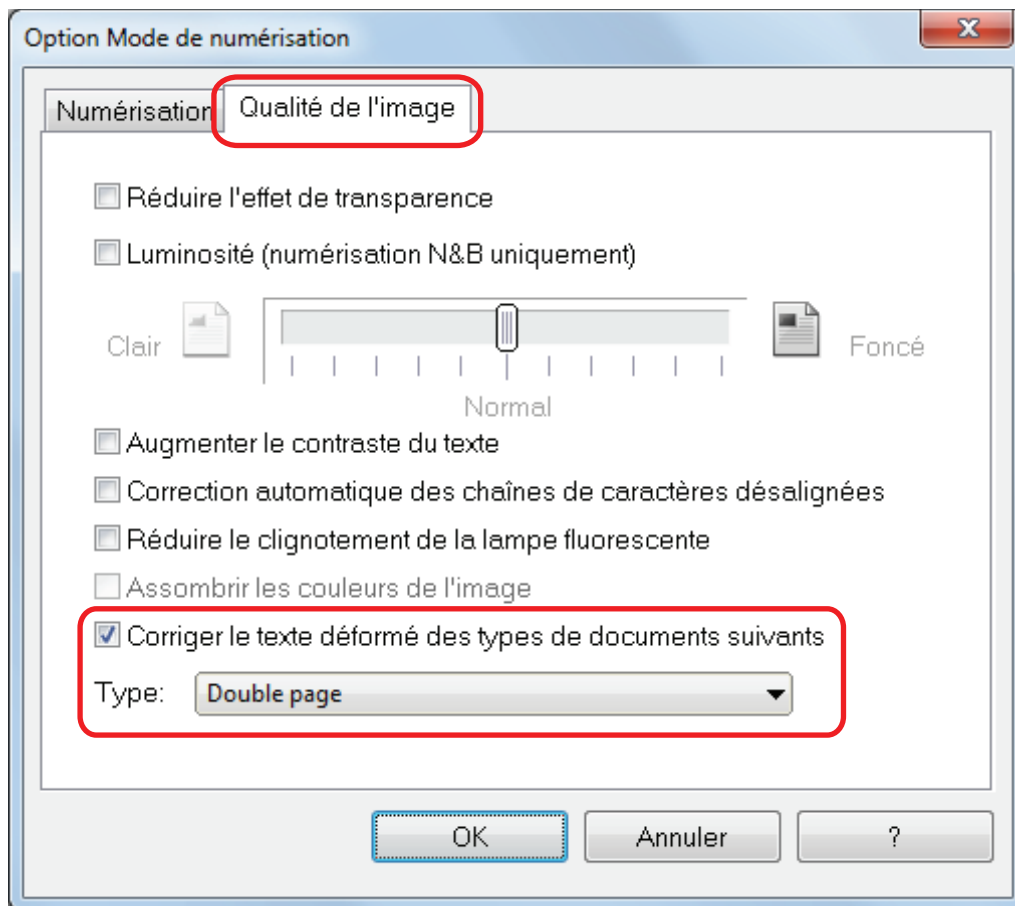 Option Mode de numérisation
x
Numérisation Qualité de l'image
Réduire l'effet de transparence
Luminosité (numérisation N&B uniquement)
Clair Foncé
Normal
Augmenter le contraste du texte
Correction automatique des chaînes de caractères désalignées
Réduire le clignotement de la lampe fluorescente
Assombrir les couleurs de l'image
Corriger le texte déformé des types de documents suivants
Type: Double page
OK Annuler ?